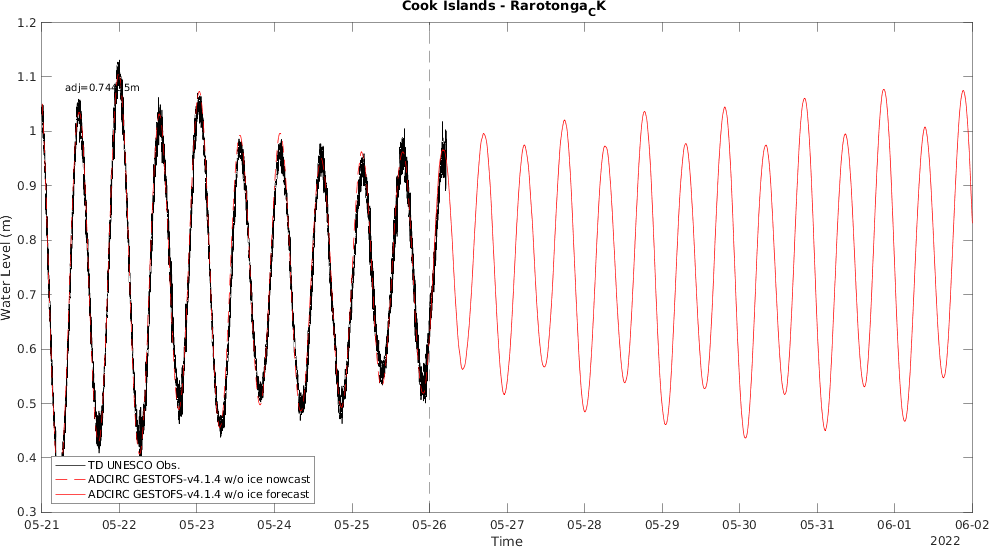 Cook Islands - Rarotonga_CK
1.2
1.1
1
0.9
0.8
0.7
0.6
0.5
0.4
0.3
Water Level (m)
TD UNESCO Obs.
ADCIRC GESTOFS-v4.1.4 w/o ice nowcast
ADCIRC GESTOFS-v4.1.4 w/o ice forecast
05-21 05-22 05-23 05-24 05-25 05-26 05-27 05-28 05-29 05-30 05-31 06-01 06-02
Time
2022